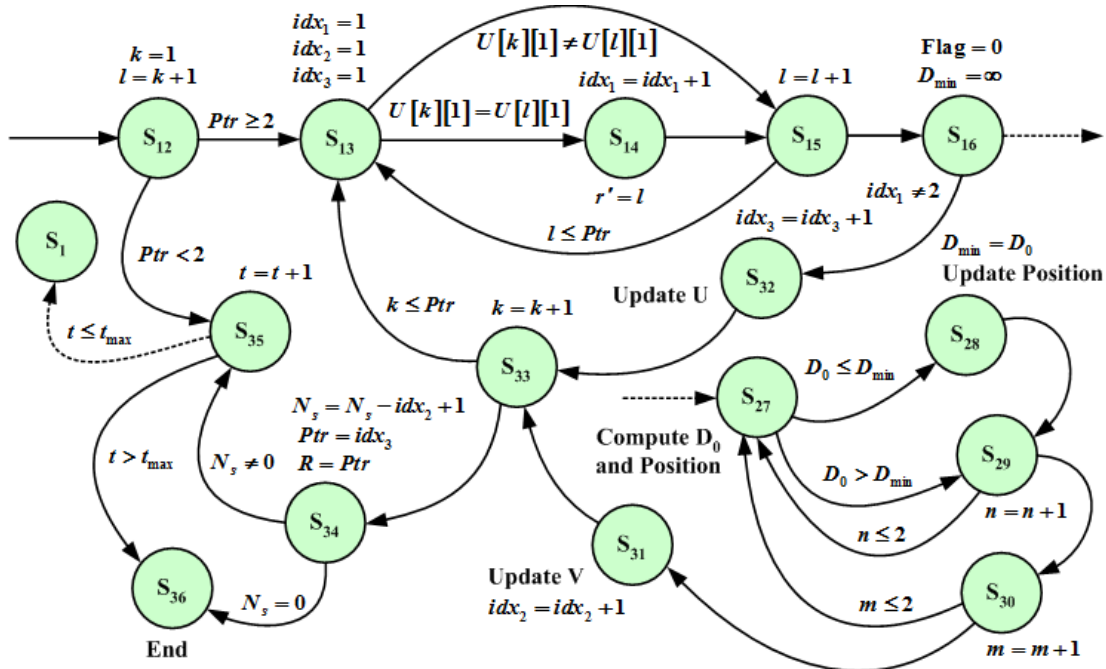 k = 1
l = k + 1
S₁₂
Ptr ≥ 2
idx₁ = 1
idx₂ = 1
idx₃ = 1
S₁₃
U[k][1] ≠ U[l][1]
U[k][1] = U[l][1]
idx₁ = idx₁ + 1
S₁₄
r' = l
l = l + 1
S₁₅
Flag = 0
D_min = ∞
S₁₆
l ≤ Ptr
idx₁ ≠ 2
S₁
Ptr < 2
t = t + 1
t ≤ t_max
S₃₅
k ≤ Ptr
k = k + 1
S₃₃
idx₃ = idx₃ + 1
Update U
S₃₂
D_min = D₀
Update Position
S₂₈
D₀ ≤ D_min
S₂₇
Compute D₀
and Position
D₀ > D_min
S₂₉
n = n + 1
n ≤ 2
N_s = N_s − idx₂ + 1
Ptr = idx₃
R = Ptr
t > t_max
N_s ≠ 0
S₃₄
S₃₁
Update V
idx₂ = idx₂ + 1
m ≤ 2
S₃₀
m = m + 1
S₃₆
N_s = 0
End